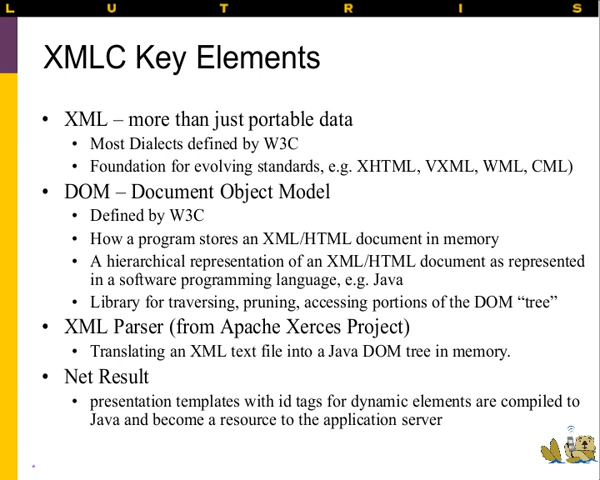 L U T R I S
XMLC Key Elements
• XML – more than just portable data
• Most Dialects defined by W3C
• Foundation for evolving standards, e.g. XHTML, VXML, WML, CML)
• DOM – Document Object Model
• Defined by W3C
• How a program stores an XML/HTML document in memory
• A hierarchical representation of an XML/HTML document as represented
in a software programming language, e.g. Java
• Library for traversing, pruning, accessing portions of the DOM “tree”
• XML Parser (from Apache Xerces Project)
• Translating an XML text file into a Java DOM tree in memory.
• Net Result
• presentation templates with id tags for dynamic elements are compiled to
Java and become a resource to the application server